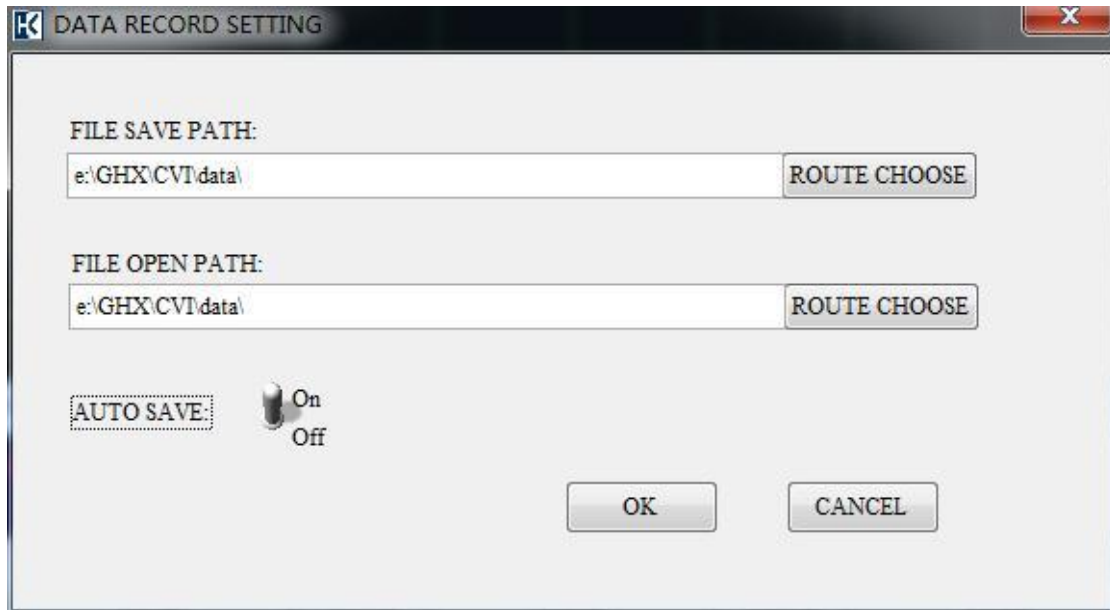 HK DATA RECORD SETTING
x
FILE SAVE PATH:
e:\GHX\CVI\data\ ROUTE CHOOSE
FILE OPEN PATH:
e:\GHX\CVI\data\ ROUTE CHOOSE
AUTO SAVE: On
Off
OK CANCEL